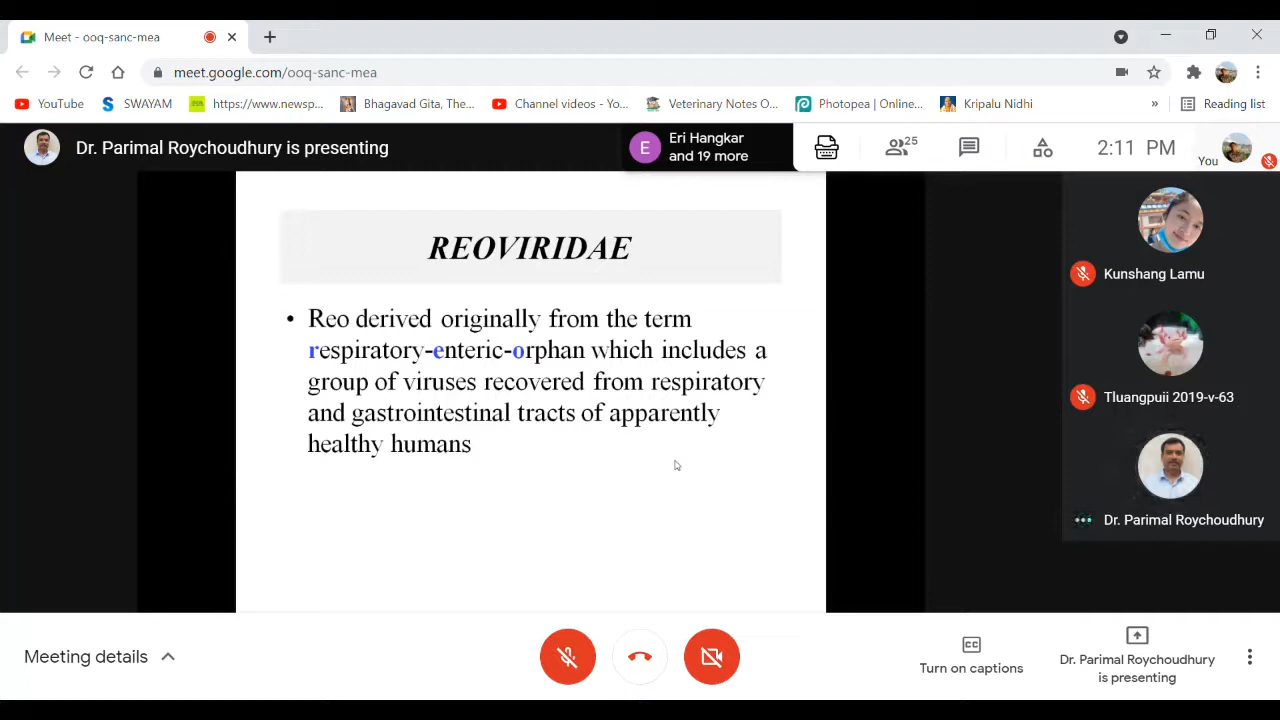 Meet - ooq-sanc-mea
meet.google.com/ooq-sanc-mea
YouTube
SWAYAM
https://www.newsp...
Bhagavad Gita, The...
Channel videos - Yo...
Veterinary Notes O...
Photopea | Online...
Kripalu Nidhi
»
Reading list
Dr. Parimal Roychoudhury is presenting
E
Eri Hangkar
and 19 more
25
2:11 PM
You
REOVIRIDAE
• Reo derived originally from the term
respiratory-enteric-orphan which includes a
group of viruses recovered from respiratory
and gastrointestinal tracts of apparently
healthy humans
Kunshang Lamu
Tluangpuii 2019-v-63
Dr. Parimal Roychoudhury
Meeting details
CC
Turn on captions
Dr. Parimal Roychoudhury
is presenting